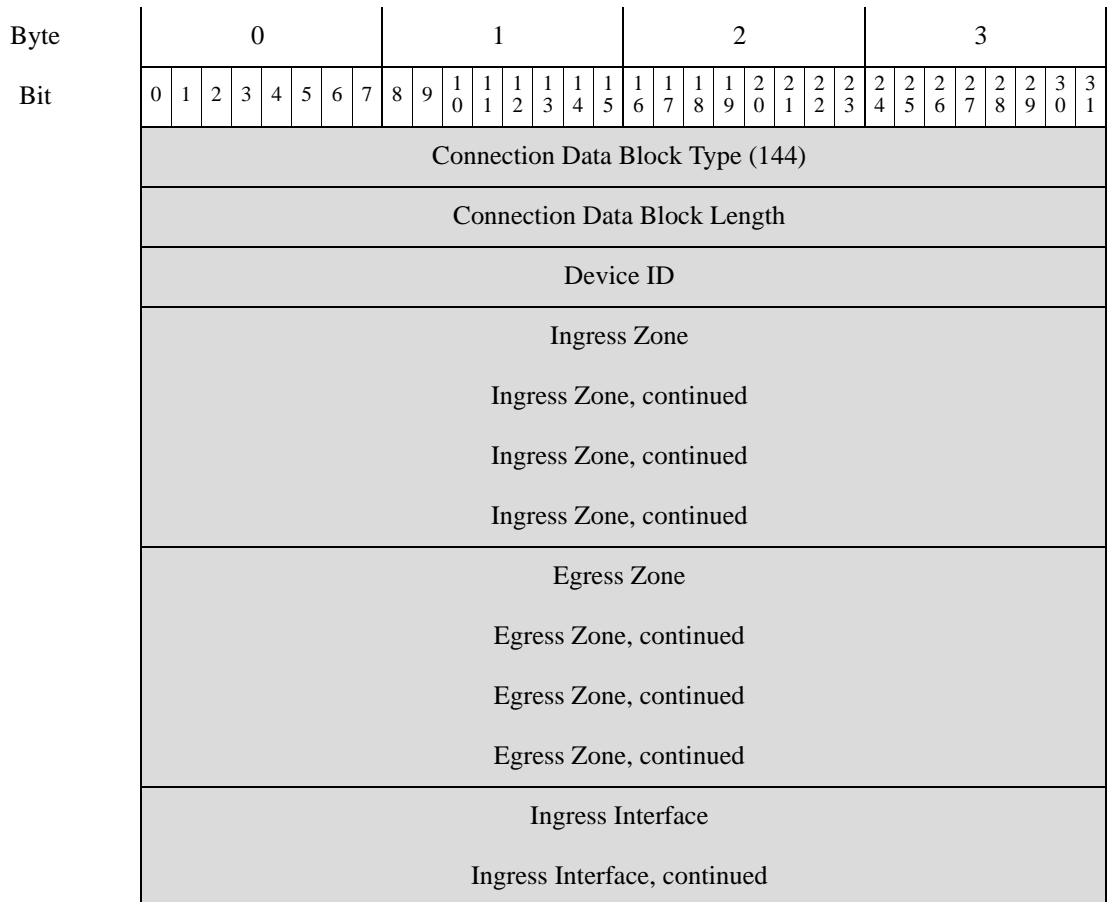 Byte 0 1 2 3
Bit 0 1 2 3 4 5 6 7 8 9 10 11 12 13 14 15 16 17 18 19 20 21 22 23 24 25 26 27 28 29 30 31
Connection Data Block Type (144)
Connection Data Block Length
Device ID
Ingress Zone
Ingress Zone, continued
Ingress Zone, continued
Ingress Zone, continued
Egress Zone
Egress Zone, continued
Egress Zone, continued
Egress Zone, continued
Ingress Interface
Ingress Interface, continued